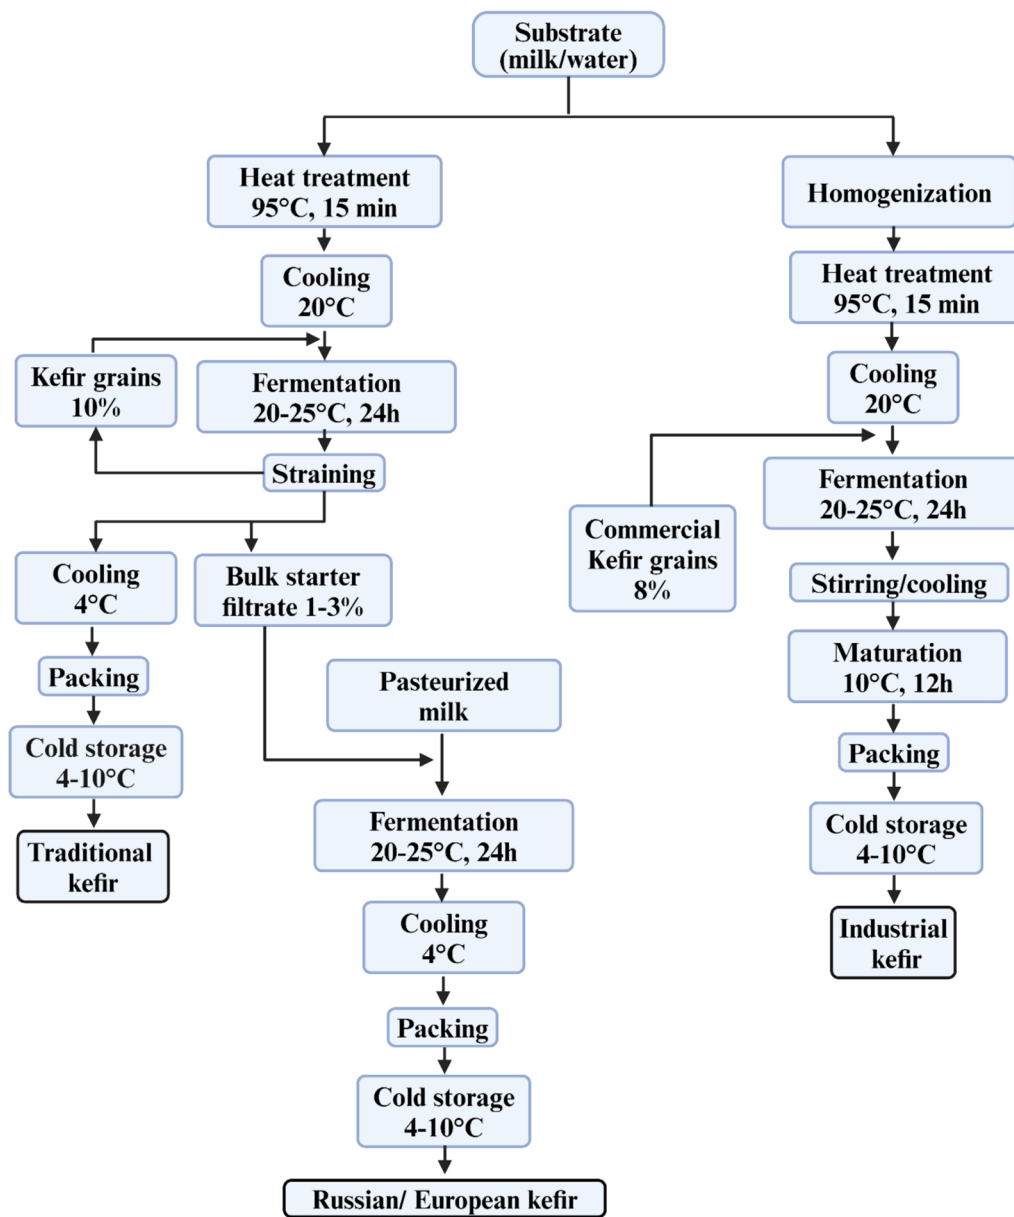 Substrate
(milk/water)
Heat treatment
95°C, 15 min
Cooling
20°C
Kefir grains
10%
Fermentation
20-25°C, 24h
Straining
Cooling
4°C
Packing
Cold storage
4-10°C
Traditional
kefir
Bulk starter
filtrate 1-3%
Pasteurized
milk
Fermentation
20-25°C, 24h
Cooling
4°C
Packing
Cold storage
4-10°C
Russian/ European kefir
Homogenization
Heat treatment
95°C, 15 min
Cooling
20°C
Commercial
Kefir grains
8%
Fermentation
20-25°C, 24h
Stirring/cooling
Maturation
10°C, 12h
Packing
Cold storage
4-10°C
Industrial
kefir